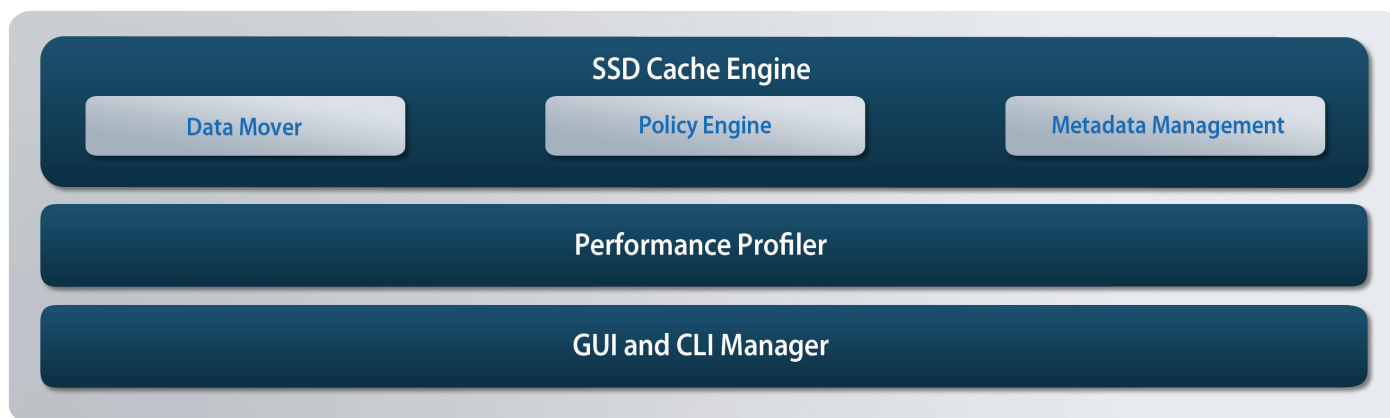 SSD Cache Engine
Data Mover
Policy Engine
Metadata Management
Performance Profiler
GUI and CLI Manager